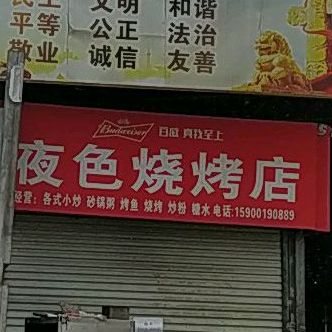 民主 文明 和谐
平等 公正 法治
敬业 诚信 友善
Budweiser 百威 真我至上
夜色烧烤店
经营：各式小炒 砂锅粥 烤鱼 烧烤 炒粉 糖水 电话:15900190889